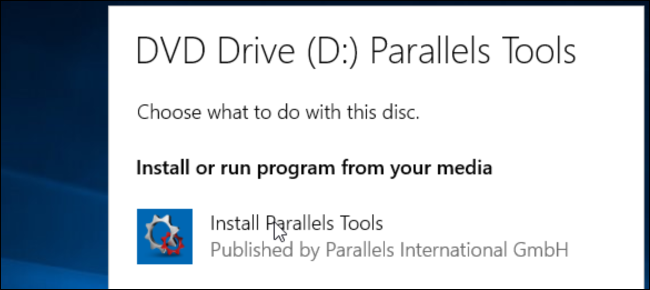 DVD Drive (D:) Parallels Tools
Choose what to do with this disc.
Install or run program from your media
Install Parallels Tools
Published by Parallels International GmbH